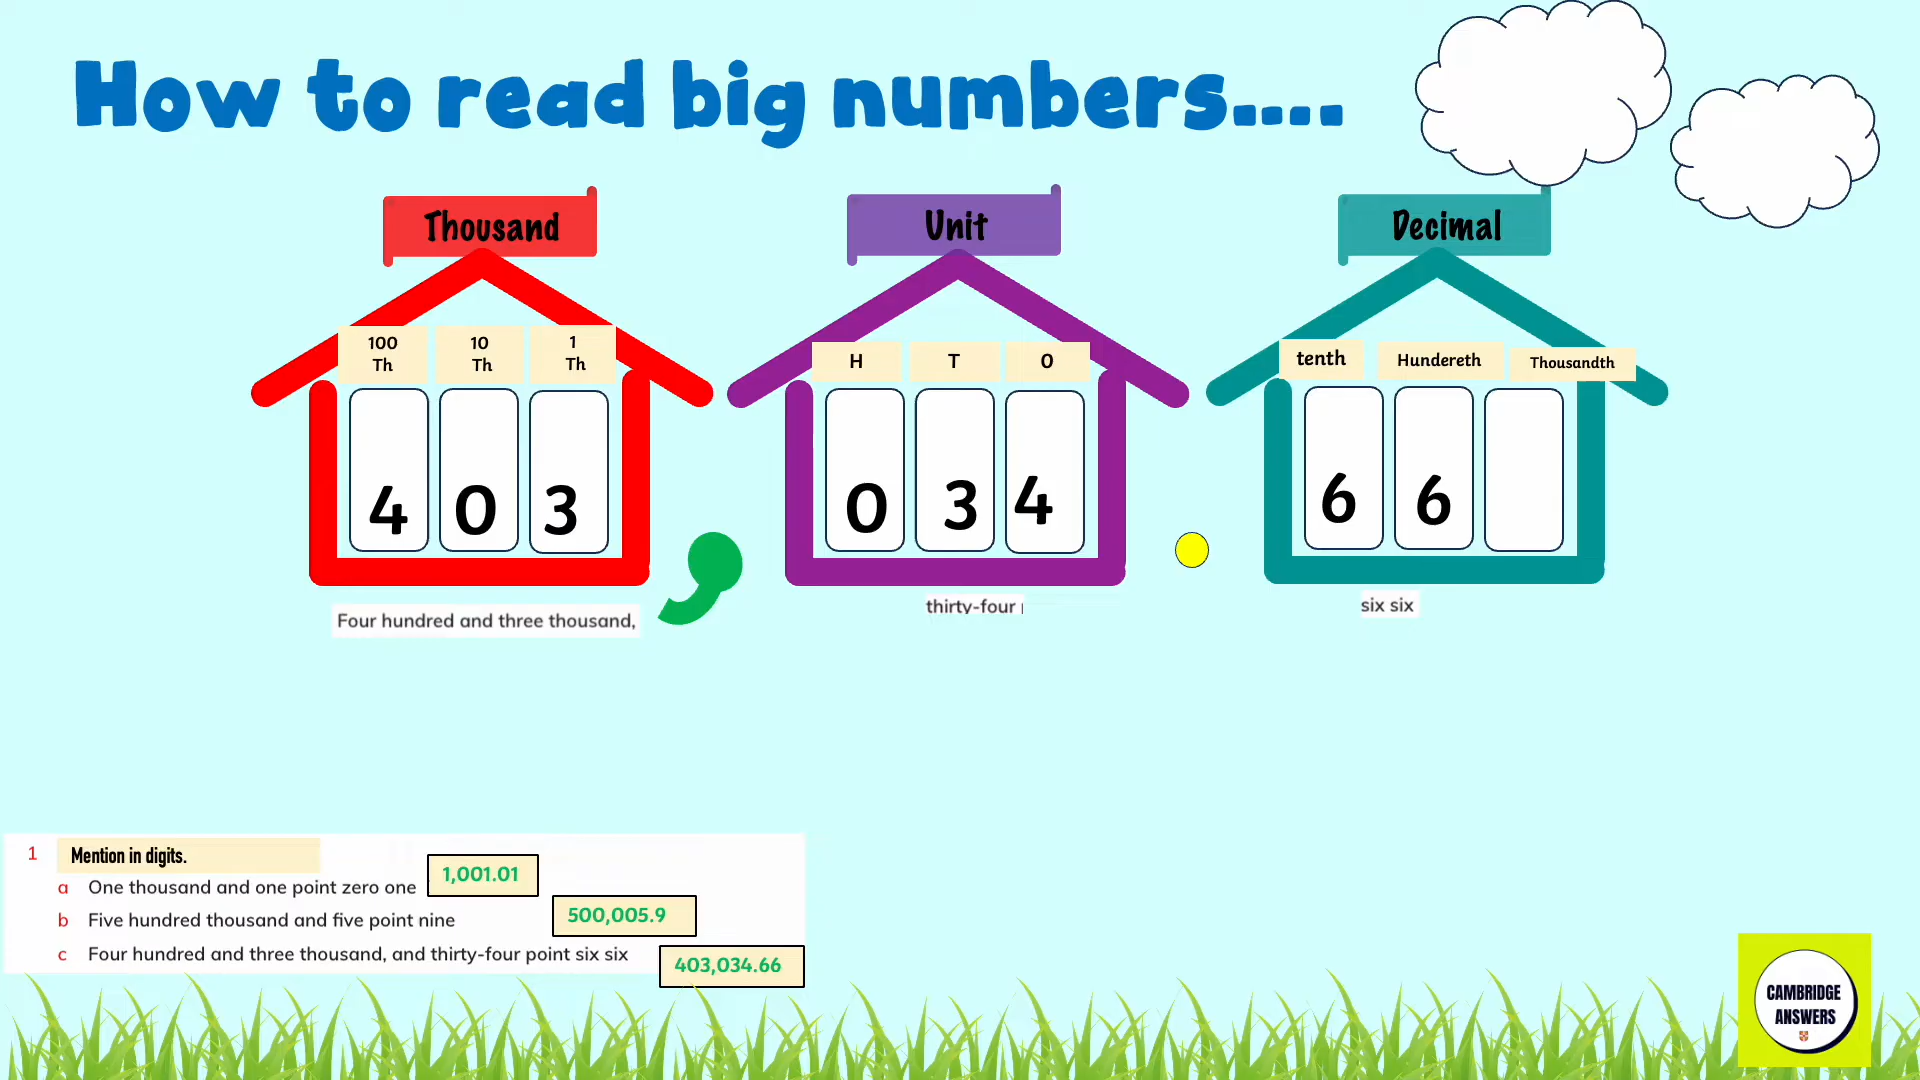 How to read big numbers....
Thousand
Unit
Decimal
100 Th
10 Th
1 Th
H
T
O
tenth
Hundereth
Thousandth
4 0 3
,
0 3 4
.
6 6
Four hundred and three thousand,
thirty-four
six six
1 Mention in digits.
a One thousand and one point zero one
1,001.01
b Five hundred thousand and five point nine
500,005.9
c Four hundred and three thousand, and thirty-four point six six
403,034.66
CAMBRIDGE
ANSWERS